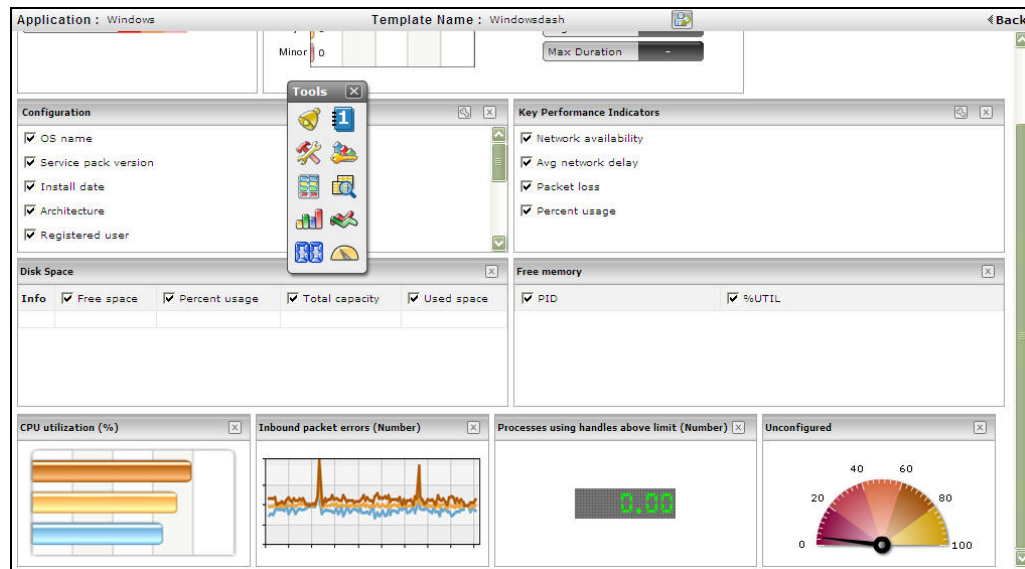 Application : Windows
Template Name : Windowsdash
Back
Minor 0
Max Duration -
Tools
1
Configuration
OS name
Service pack version
Install date
Architecture
Registered user
Key Performance Indicators
Network availability
Avg network delay
Packet loss
Percent usage
Disk Space
Info Free space Percent usage Total capacity Used space
Free memory
PID %UTIL
CPU utilization (%)
Inbound packet errors (Number)
Processes using handles above limit (Number)
0.00
Unconfigured
40 60
20 80
0 100